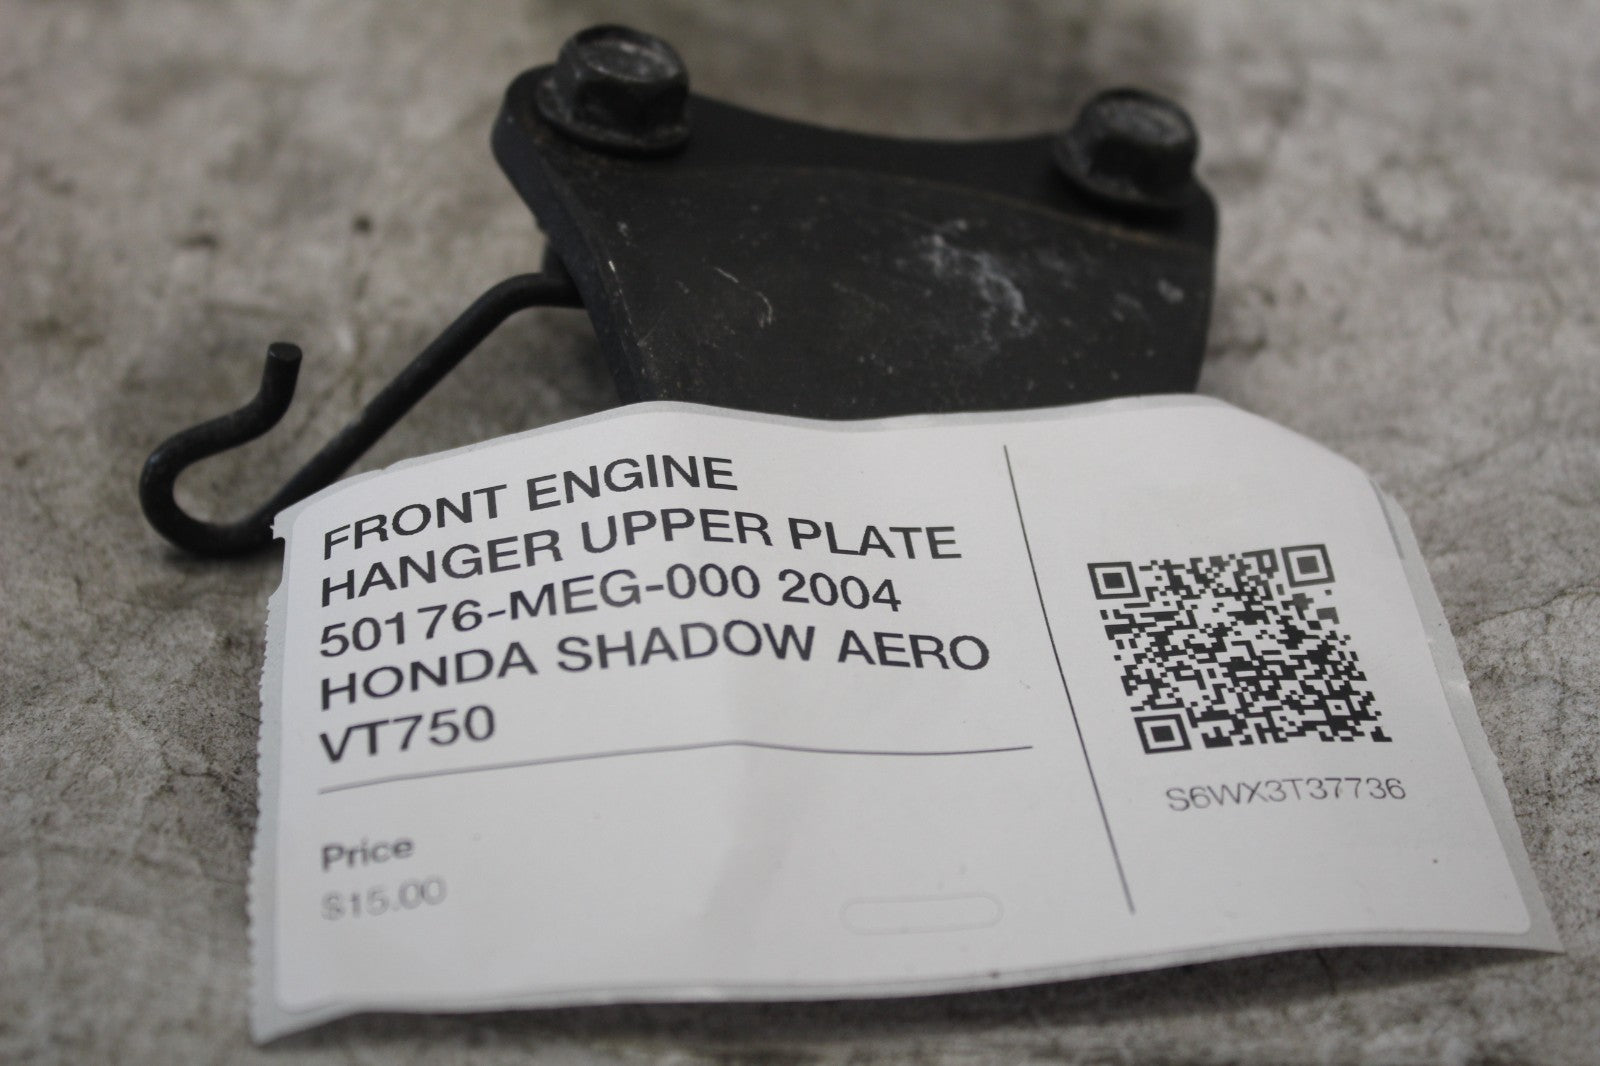 FRONT ENGINE
HANGER UPPER PLATE
50176-MEG-000 2004
HONDA SHADOW AERO
VT750
Price
$15.00
S6WX3T37736